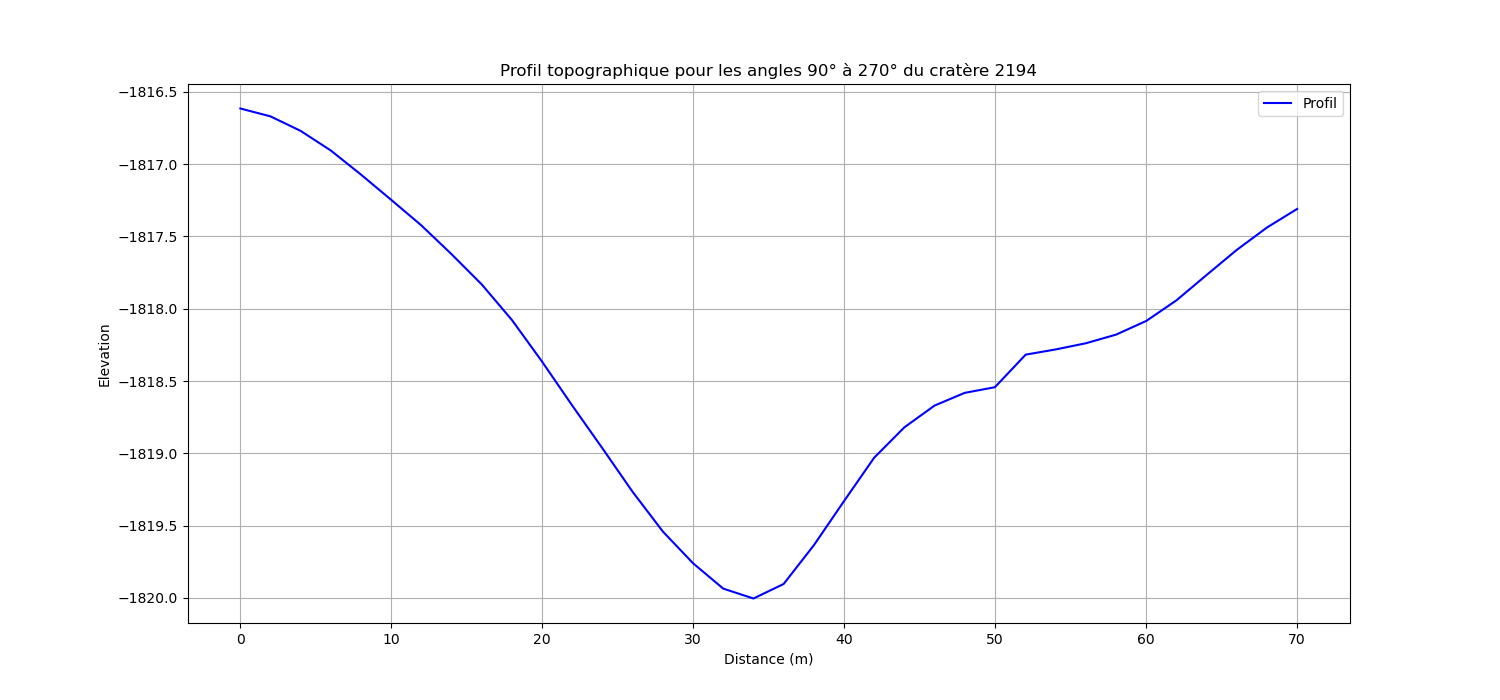 Profil topographique pour les angles 90° à 270° du cratère 2194
Profil
Elevation
−1816.5
−1817.0
−1817.5
−1818.0
−1818.5
−1819.0
−1819.5
−1820.0
0 10 20 30 40 50 60 70
Distance (m)